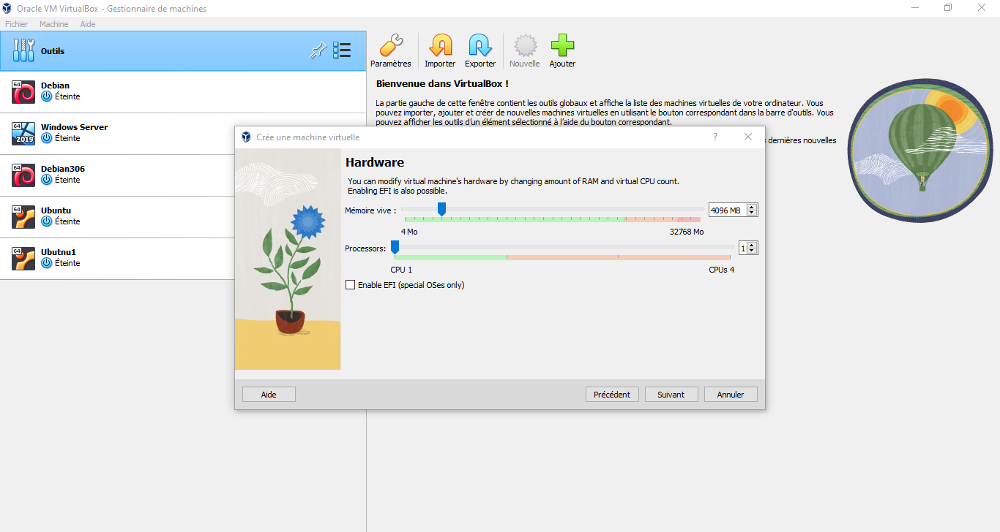 Oracle VM VirtualBox - Gestionnaire de machines
Fichier Machine Aide
Outils
Paramètres Importer Exporter Nouvelle Ajouter
64
Debian
Éteinte
64
2019
Windows Server
Éteinte
64
Debian306
Éteinte
64
Ubuntu
Éteinte
64
Ubutnu1
Éteinte
Bienvenue dans VirtualBox !
La partie gauche de cette fenêtre contient les outils globaux et affiche la liste des machines virtuelles de votre ordinateur. Vous
pouvez importer, ajouter et créer de nouvelles machines virtuelles en utilisant le bouton correspondant dans la barre d'outils. Vous
pouvez afficher les outils d'un élément sélectionné à l'aide du bouton correspondant.
dernières nouvelles
Crée une machine virtuelle
?
Hardware
You can modify virtual machine's hardware by changing amount of RAM and virtual CPU count.
Enabling EFI is also possible.
Mémoire vive : 4096 MB
4 Mo 32768 Mo
Processors: 1
CPU 1 CPUs 4
Enable EFI (special OSes only)
Aide Précédent Suivant Annuler